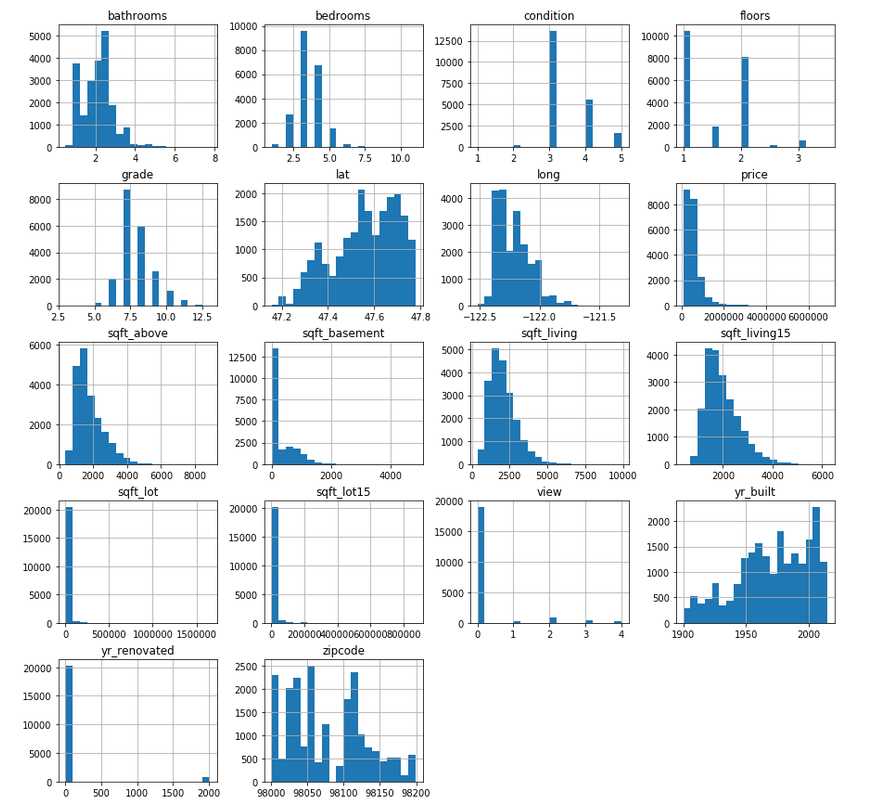 bathrooms
bedrooms
condition
floors
5000
4000
3000
2000
1000
0
2 4 6 8
10000
8000
6000
4000
2000
0
2.5 5.0 7.5 10.0
12500
10000
7500
5000
2500
0
1 2 3 4 5
10000
8000
6000
4000
2000
0
1 2 3
grade
lat
long
price
8000
6000
4000
2000
0
2.5 5.0 7.5 10.0 12.5
2000
1500
1000
500
0
47.2 47.4 47.6 47.8
4000
3000
2000
1000
0
−122.5 −122.0 −121.5
8000
6000
4000
2000
0
0 2000000 4000000 6000000
sqft_above
sqft_basement
sqft_living
sqft_living15
6000
4000
2000
0
0 2000 4000 6000 8000
12500
10000
7500
5000
2500
0
0 2000 4000
5000
4000
3000
2000
1000
0
0 2500 5000 7500 10000
4000
3000
2000
1000
0
2000 4000 6000
sqft_lot
sqft_lot15
view
yr_built
20000
15000
10000
5000
0
0 500000 1000000 1500000
20000
15000
10000
5000
0
0 200000 400000 600000 800000
20000
15000
10000
5000
0
0 1 2 3 4
2000
1500
1000
500
0
1900 1950 2000
yr_renovated
zipcode
20000
15000
10000
5000
0
0 500 1000 1500 2000
2500
2000
1500
1000
500
0
98000 98050 98100 98150 98200